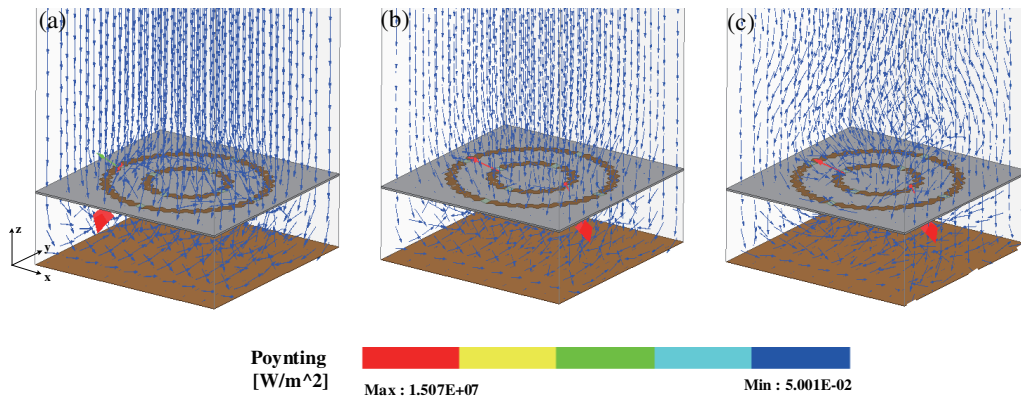 (a) (b) (c)
z
y
x
Poynting
[W/m^2]
Max : 1.507E+07 Min : 5.001E-02